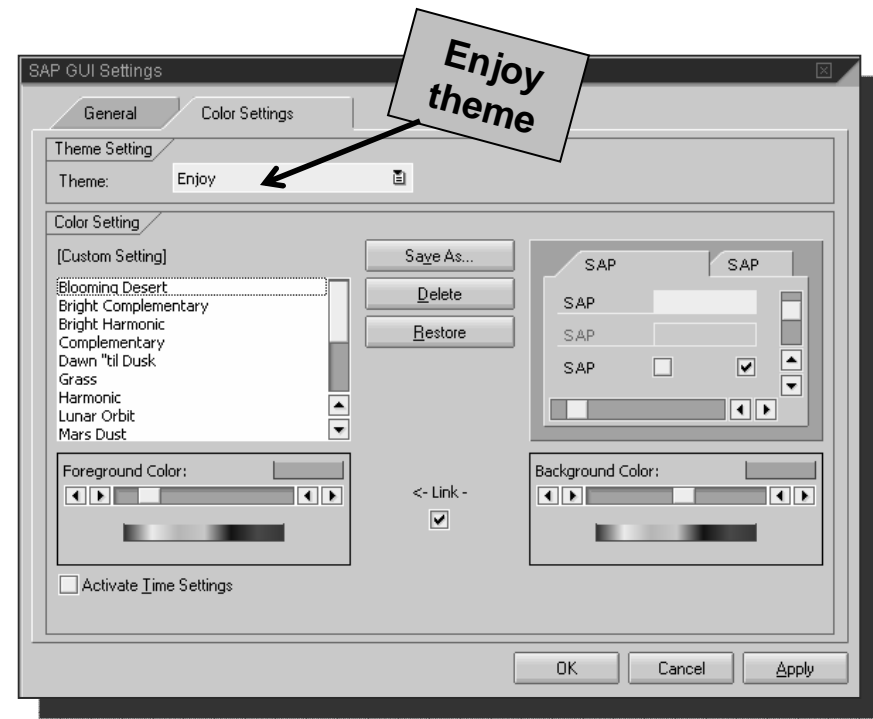 Enjoy
theme
SAP GUI Settings
General
Color Settings
Theme Setting
Theme:
Enjoy
Color Setting
[Custom Setting]
Blooming Desert
Bright Complementary
Bright Harmonic
Complementary
Dawn "til Dusk
Grass
Harmonic
Lunar Orbit
Mars Dust
Save As...
Delete
Restore
SAP
SAP
SAP
SAP
SAP
Foreground Color:
<- Link -
Background Color:
Activate Time Settings
OK
Cancel
Apply